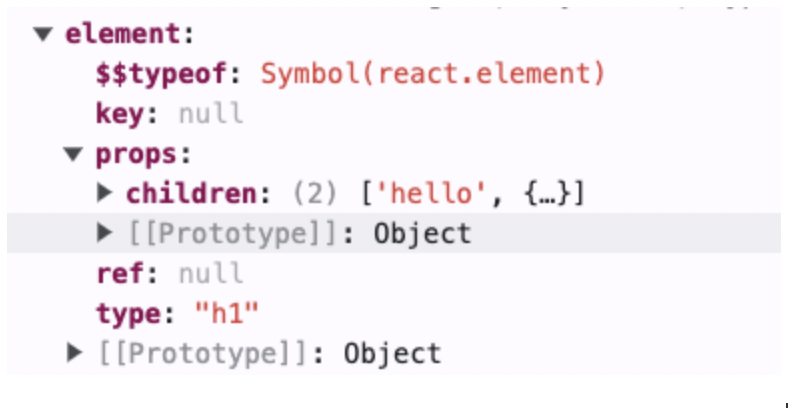 ▼ element:
$$typeof: Symbol(react.element)
key: null
▼ props:
▶ children: (2) ['hello', {…}]
▶ [[Prototype]]: Object
ref: null
type: "h1"
▶ [[Prototype]]: Object